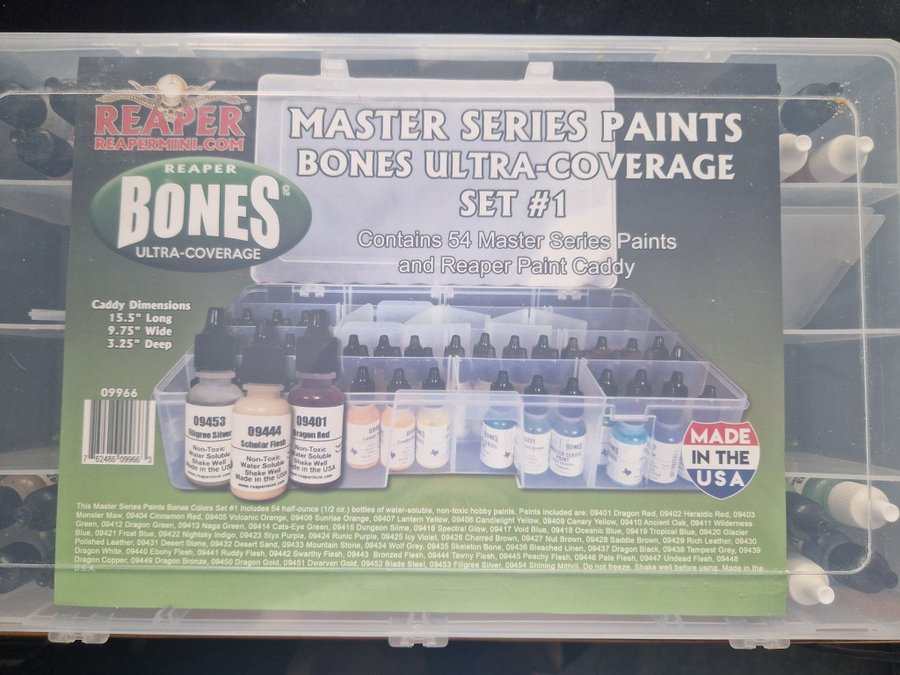 REAPER
REAPERMINI.COM
MASTER SERIES PAINTS
BONES ULTRA-COVERAGE
SET #1
REAPER
BONES®
ULTRA-COVERAGE
Contains 54 Master Series Paints
and Reaper Paint Caddy
Caddy Dimensions
15.5" Long
9.75" Wide
3.25" Deep
09966
7 62486 09966 3
09453
Filigree Silver
Non-Toxic
Water Soluble
Shake Well
Made in the USA
09444
Scholar Flesh
Non-Toxic
Water Soluble
Shake Well
Made in the USA
www.reapermini.com
09401
Dragon Red
Non-Toxic
Water Soluble
Shake Well
Made in the USA
MADE
IN THE
USA
This Master Series Paints Bones Colors Set #1 includes 54 half-ounce (1/2 oz.) bottles of water-soluble, non-toxic hobby paints. Paints included are: 09401 Dragon Red, 09402 Heraldic Red, 09403
Monster Maw, 09404 Cinnamon Red, 09405 Volcanic Orange, 09406 Sunrise Orange, 09407 Lantern Yellow, 09408 Candlelight Yellow, 09409 Canary Yellow, 09410 Ancient Oak, 09411 Wilderness
Green, 09412 Dragon Green, 09413 Naga Green, 09414 Cats-Eye Green, 09415 Dungeon Slime, 09416 Spectral Glow, 09417 Void Blue, 09418 Oceanic Blue, 09419 Tropical Blue, 09420 Glacier
Blue, 09421 Frost Blue, 09422 Nightsky Indigo, 09423 Styx Purple, 09424 Runic Purple, 09425 Icy Violet, 09426 Charred Brown, 09427 Nut Brown, 09428 Saddle Brown, 09429 Rich Leather, 09430
Polished Leather, 09431 Desert Stone, 09432 Desert Sand, 09433 Mountain Stone, 09434 Wolf Grey, 09435 Skeleton Bone, 09436 Bleached Linen, 09437 Dragon Black, 09438 Tempest Grey, 09439
Dragon White, 09440 Ebony Flesh, 09441 Ruddy Flesh, 09442 Swarthy Flesh, 09443 Bronzed Flesh, 09444 Tawny Flesh, 09445 Peachy Flesh, 09446 Pale Flesh, 09447 Undead Flesh, 09448
Dragon Copper, 09449 Dragon Bronze, 09450 Dragon Gold, 09451 Dwarven Gold, 09452 Blade Steel, 09453 Filigree Silver, 09454 Shining Mithril. Do not freeze. Shake well before using. Made in the
U.S.A.